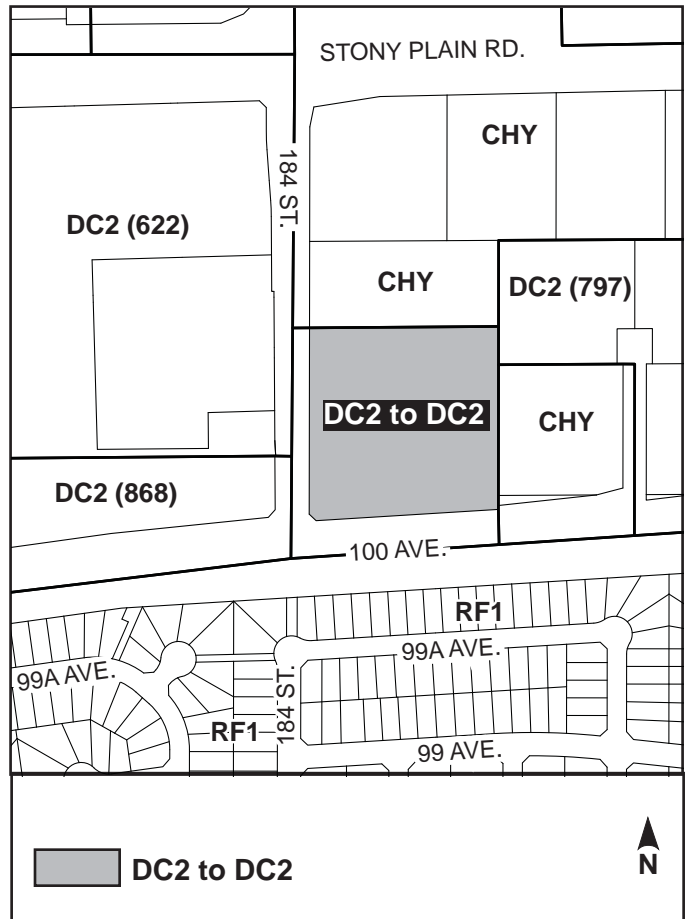 STONY PLAIN RD.
CHY
184 ST.
DC2 (622)
CHY
DC2 (797)
DC2 to DC2
CHY
DC2 (868)
100 AVE.
RF1
99A AVE.
99A AVE.
184 ST.
RF1
99 AVE.
DC2 to DC2
N